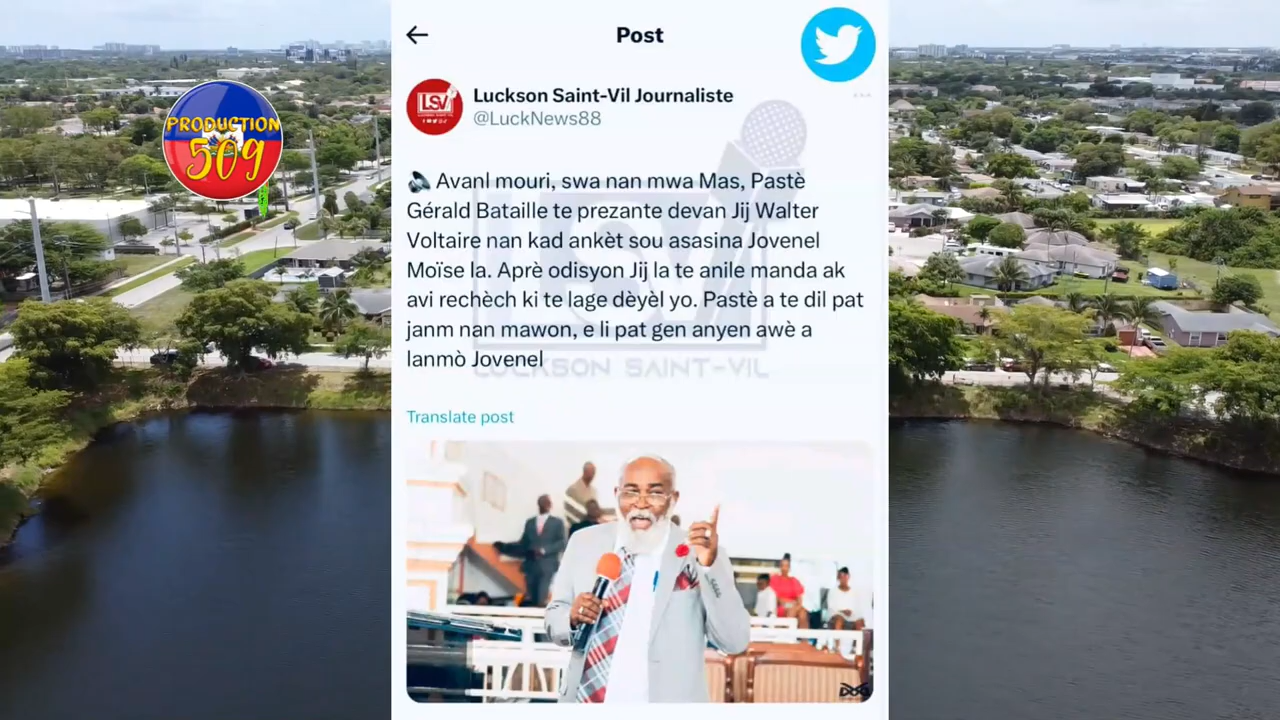 Post
PRODUCTION
509
LSV
Luckson Saint-Vil Journaliste
@LuckNews88
Avanl mouri, swa nan mwa Mas, Pastè
Gérald Bataille te prezante devan Jij Walter
Voltaire nan kad ankèt sou asasina Jovenel
Moïse la. Aprè odisyon Jij la te anile manda ak
avi rechèch ki te lage dèyèl yo. Pastè a te dil pat
janm nan mawon, e li pat gen anyen awè a
lanmò Jovenel
LUCKSON SAINT-VIL
Translate post